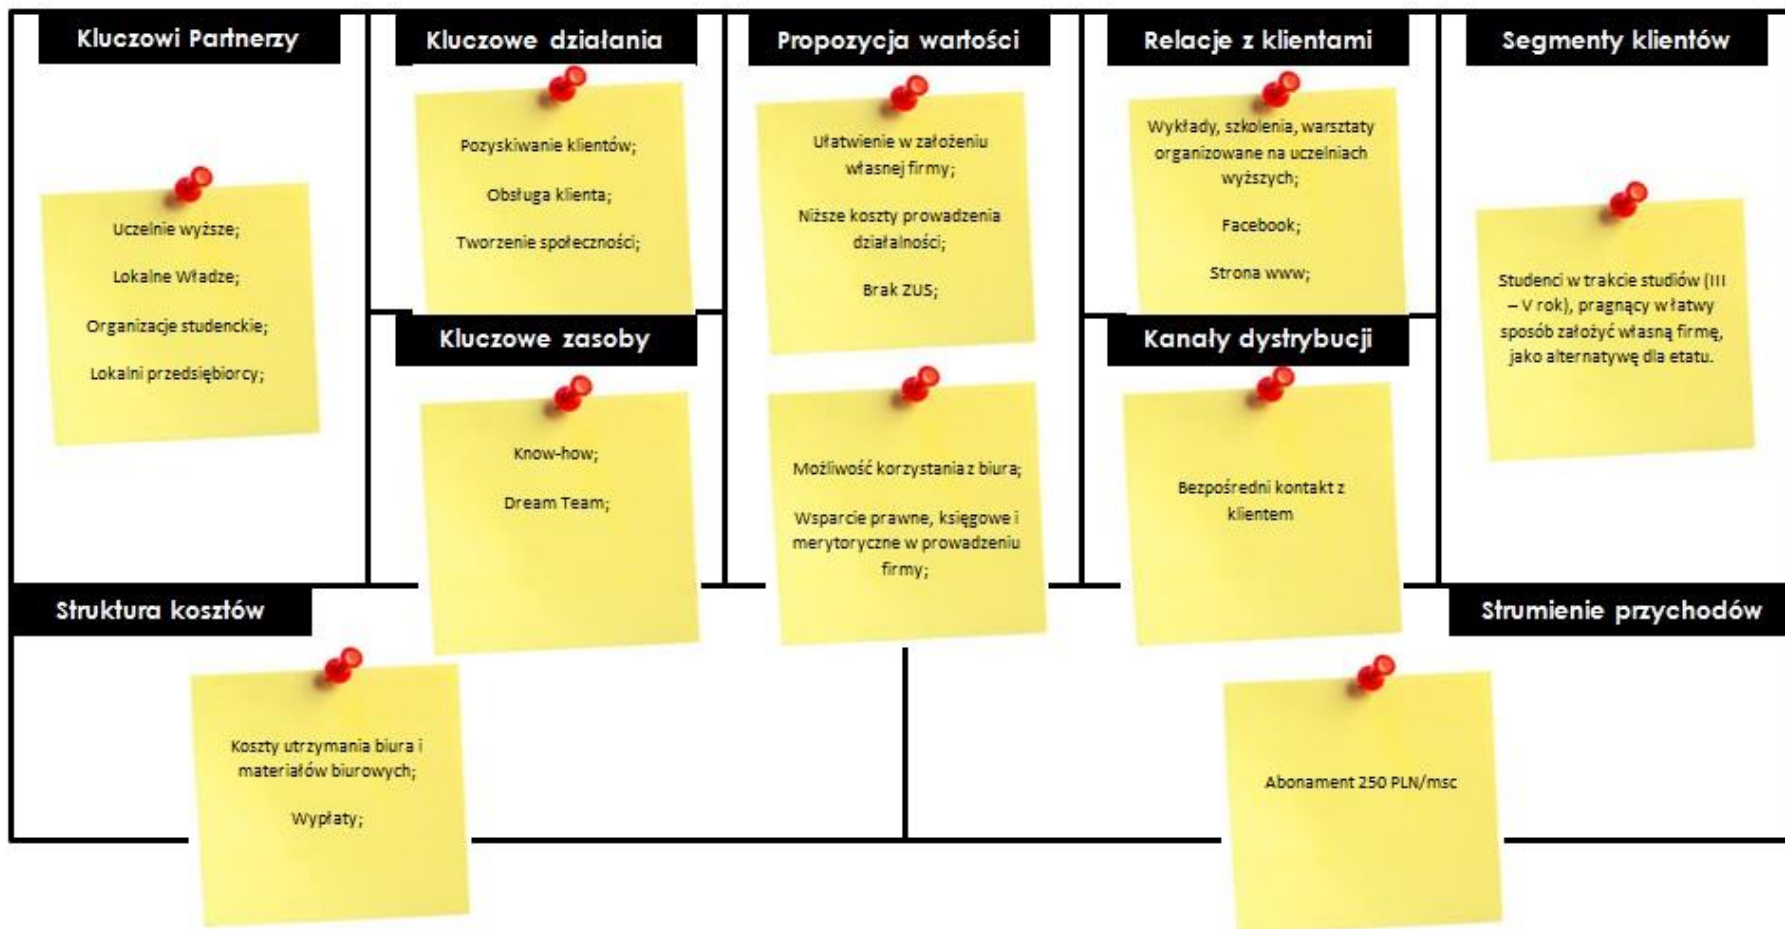 Kluczowi Partnerzy
Uczelnie wyższe;
Lokalne Władze;
Organizacje studenckie;
Lokalni przedsiębiorcy;
Kluczowe działania
Pozyskiwanie klientów;
Obsługa klienta;
Tworzenie społeczności;
Kluczowe zasoby
Know-how;
Dream Team;
Propozycja wartości
Ułatwienie w założeniu
własnej firmy;
Niższe koszty prowadzenia
działalności;
Brak ZUS;
Możliwość korzystania z biura;
Wsparcie prawne, księgowe i
merytoryczne w prowadzeniu
firmy;
Relacje z klientami
Wykłady, szkolenia, warsztaty
organizowane na uczelniach
wyższych;
Facebook;
Strona www;
Kanały dystrybucji
Bezpośredni kontakt z
klientem
Segmenty klientów
Studenci w trakcie studiów (III
– V rok), pragnący w łatwy
sposób założyć własną firmę,
jako alternatywę dla etatu.
Struktura kosztów
Koszty utrzymania biura i
materiałów biurowych;
Wypłaty;
Strumienie przychodów
Abonament 250 PLN/msc